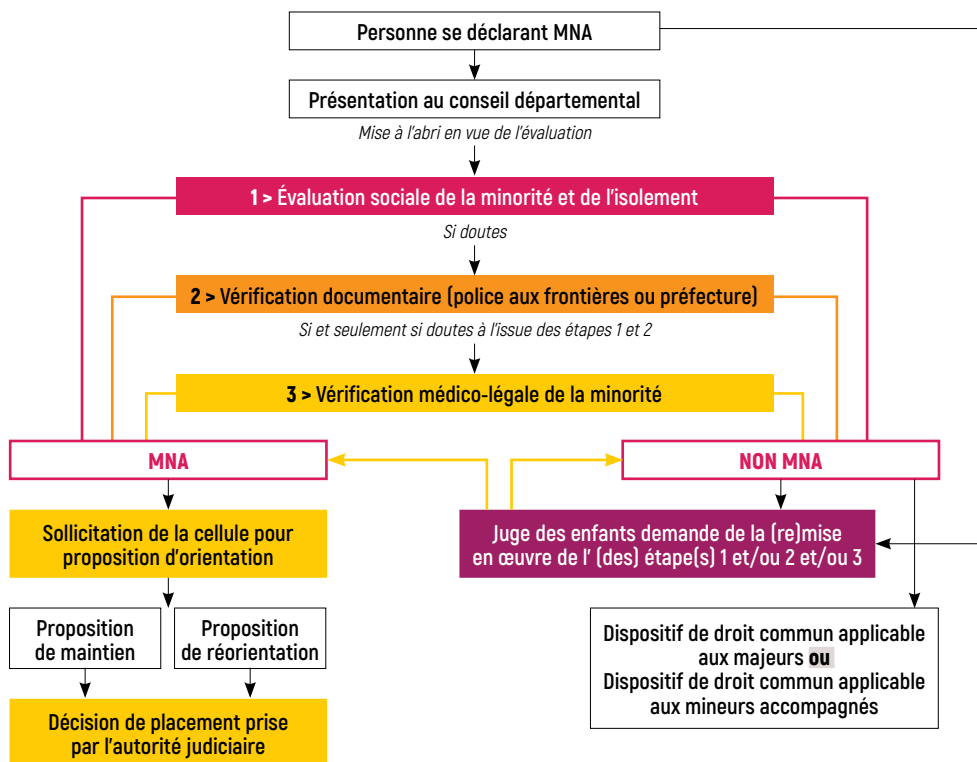 Personne se déclarant MNA
Présentation au conseil départemental
Mise à l'abri en vue de l'évaluation
1 > Évaluation sociale de la minorité et de l'isolement
Si doutes
2 > Vérification documentaire (police aux frontières ou préfecture)
Si et seulement si doutes à l'issue des étapes 1 et 2
3 > Vérification médico-légale de la minorité
MNA
NON MNA
Sollicitation de la cellule pour
proposition d'orientation
Juge des enfants demande de la (re)mise
en œuvre de l' (des) étape(s) 1 et/ou 2 et/ou 3
Proposition
de maintien
Proposition
de réorientation
Dispositif de droit commun applicable
aux majeurs ou
Dispositif de droit commun applicable
aux mineurs accompagnés
Décision de placement prise
par l'autorité judiciaire